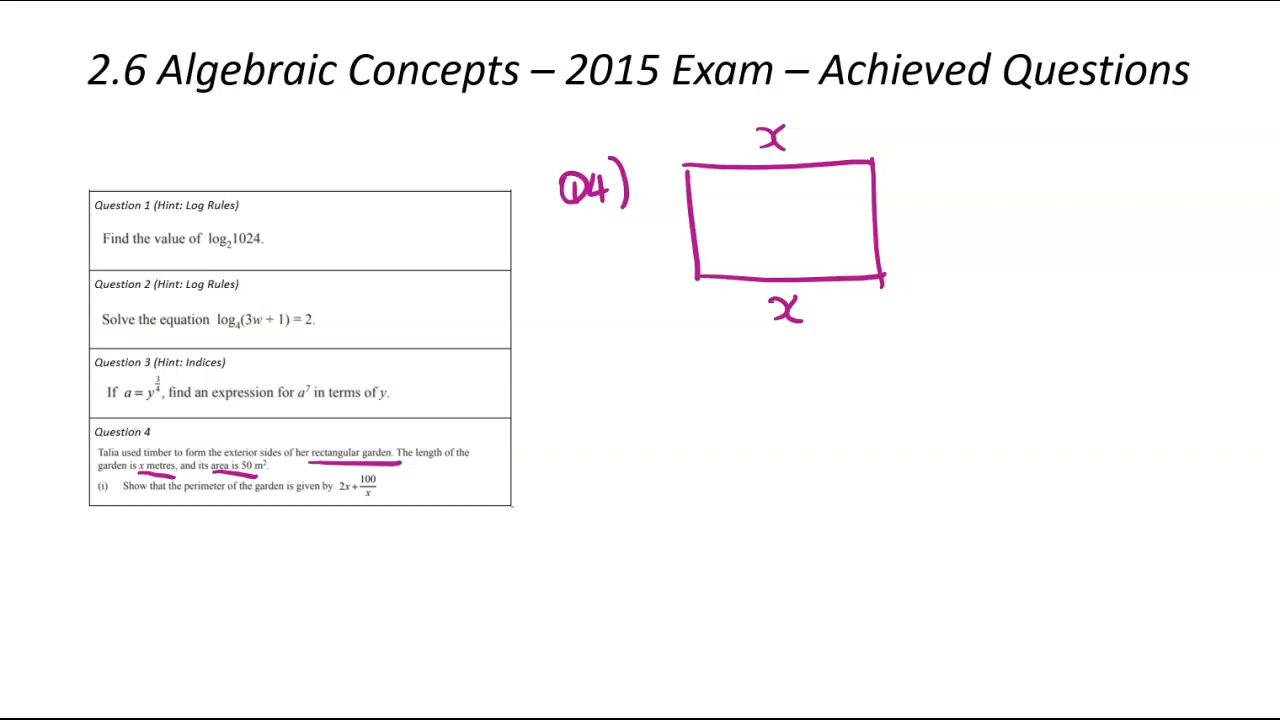 2.6 Algebraic Concepts – 2015 Exam – Achieved Questions
Question 1 (Hint: Log Rules)
Find the value of log₂1024.
Question 2 (Hint: Log Rules)
Solve the equation log₄(3w + 1) = 2.
Question 3 (Hint: Indices)
If a = y^(3/4), find an expression for a⁷ in terms of y.
Question 4
Talia used timber to form the exterior sides of her rectangular garden. The length of the
garden is x metres, and its area is 50 m².
(i) Show that the perimeter of the garden is given by 2x + 100/x
Q4)
x
x